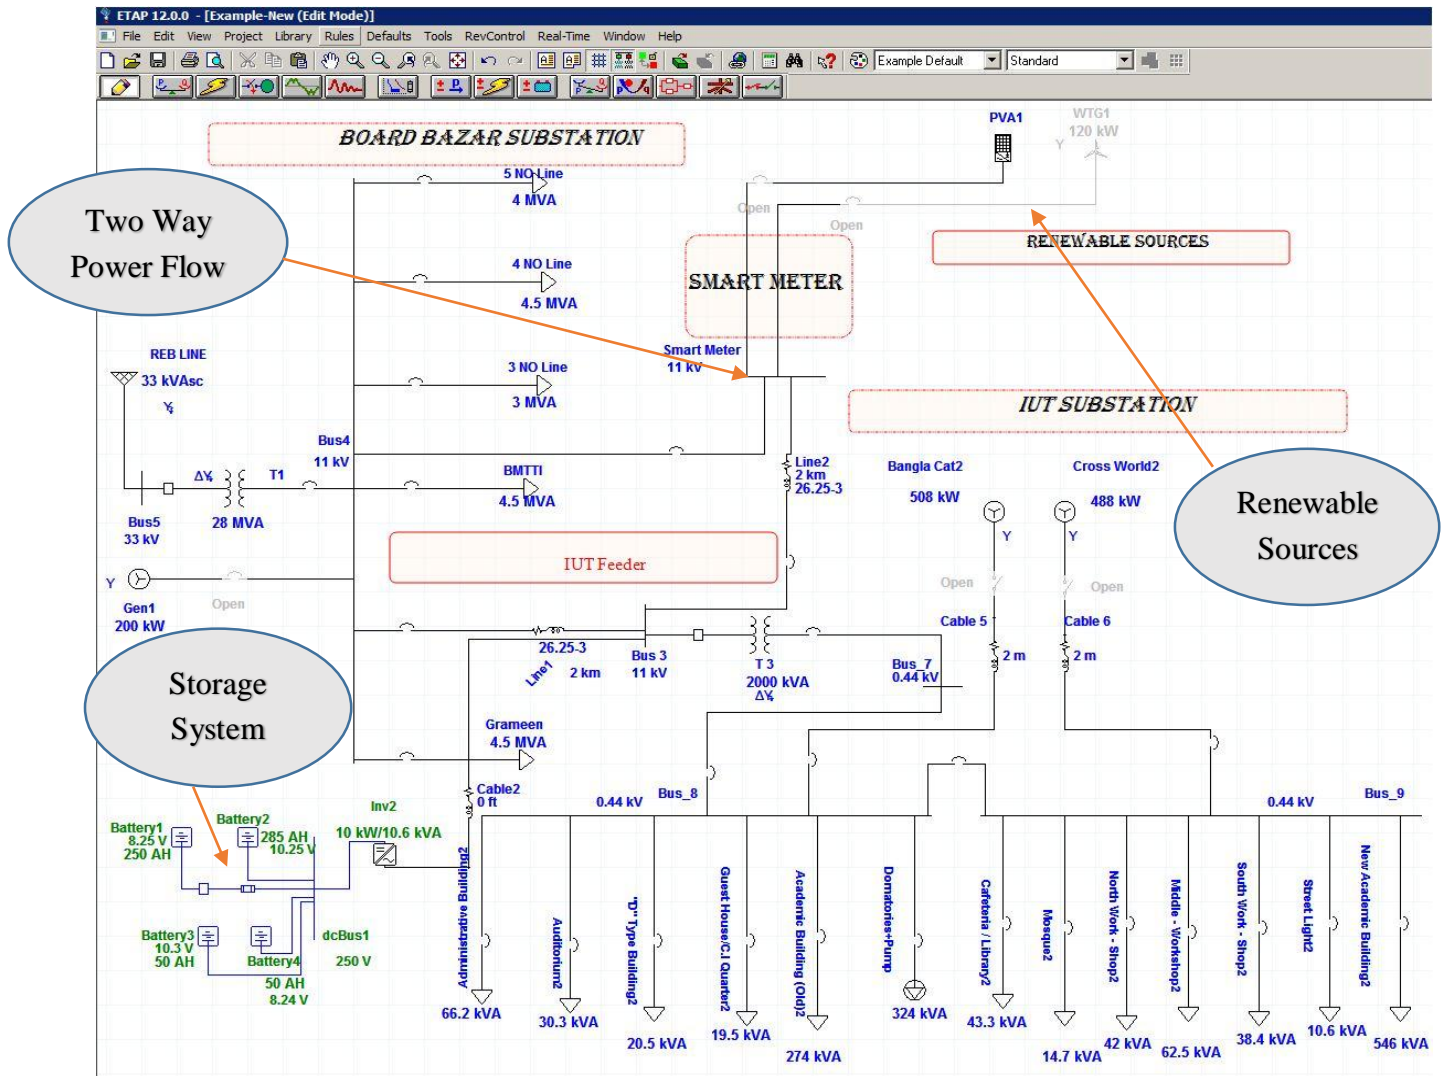 ETAP 12.0.0 - [Example-New (Edit Mode)]
File Edit View Project Library Rules Defaults Tools RevControl Real-Time Window Help
Example Default
Standard
BOARD BAZAR SUBSTATION
PVA1
WTG1
120 kW
Y
5 NO Line
4 MVA
Open
Open
Two Way
Power Flow
RENEWABLE SOURCES
4 NO Line
4.5 MVA
SMART METER
REB LINE
33 kVAsc
Smart Meter
11 kV
3 NO Line
3 MVA
IUT SUBSTATION
Bus4
11 kV
T1
BMTTI
4.5 MVA
Line2
2 km
26.25-3
Bangla Cat2
508 kW
Cross World2
488 kW
Renewable
Sources
Bus5
33 kV
28 MVA
Y
Y
IUT Feeder
Y
Gen1
200 kW
Open
Open
Open
Cable 5
Cable 6
26.25-3
Line1
2 km
Bus 3
11 kV
T 3
2000 kVA
Bus_7
0.44 kV
2 m
2 m
Storage
System
Grameen
4.5 MVA
Cable2
0 ft
0.44 kV
Bus_8
0.44 kV
Bus_9
Inv2
10 kW/10.6 kVA
Battery1
8.25 V
250 AH
Battery2
285 AH
10.25 V
Battery3
10.3 V
50 AH
Battery4
50 AH
8.24 V
dcBus1
250 V
Administrative Building2
66.2 kVA
Auditorium2
30.3 kVA
"D" Type Building2
20.5 kVA
Guest House/C.I Quarter2
19.5 kVA
Academic Building (Old)2
274 kVA
Dormatories+Pump
324 kVA
Cafeteria / Library2
43.3 kVA
Mosque2
14.7 kVA
North Work - Shop2
42 kVA
Middle - Workshop2
62.5 kVA
South Work - Shop2
38.4 kVA
Street Light2
10.6 kVA
New Academic Building2
546 kVA